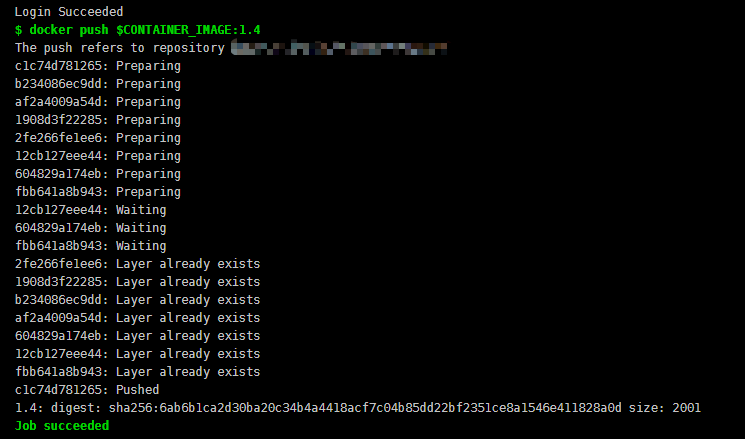 Login Succeeded
$ docker push $CONTAINER_IMAGE:1.4
The push refers to repository
c1c74d781265: Preparing
b234086ec9dd: Preparing
af2a4009a54d: Preparing
1908d3f22285: Preparing
2fe266fe1ee6: Preparing
12cb127eee44: Preparing
604829a174eb: Preparing
fbb641a8b943: Preparing
12cb127eee44: Waiting
604829a174eb: Waiting
fbb641a8b943: Waiting
2fe266fe1ee6: Layer already exists
1908d3f22285: Layer already exists
b234086ec9dd: Layer already exists
af2a4009a54d: Layer already exists
604829a174eb: Layer already exists
12cb127eee44: Layer already exists
fbb641a8b943: Layer already exists
c1c74d781265: Pushed
1.4: digest: sha256:6ab6b1ca2d30ba20c34b4a4418acf7c04b85dd22bf2351ce8a1546e411828a0d size: 2001
Job succeeded